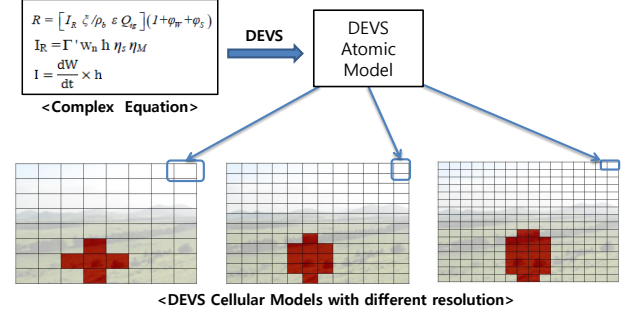 R = [I_R ξ/ρ_b ε Q_ig](1+φ_W+φ_S)
I_R = Γ' w_n h η_s η_M
I = dW/dt × h
<Complex Equation>
DEVS
DEVS
Atomic
Model
<DEVS Cellular Models with different resolution>